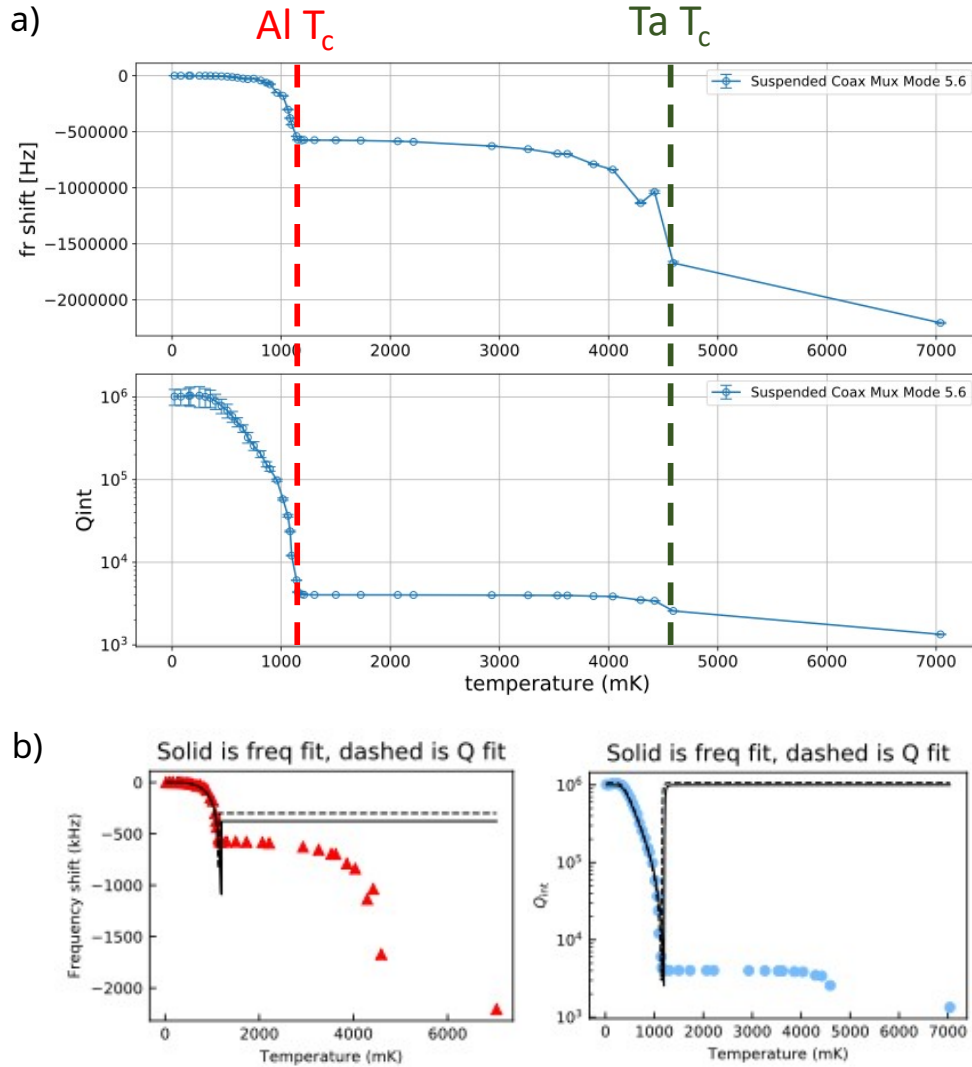 a)
Al Tc
Ta Tc
0
−500000
−1000000
−1500000
−2000000
fr shift [Hz]
Suspended Coax Mux Mode 5.6
0 1000 2000 3000 4000 5000 6000 7000
10^6
10^5
10^4
10^3
Qint
Suspended Coax Mux Mode 5.6
0 1000 2000 3000 4000 5000 6000 7000
temperature (mK)
b)
Solid is freq fit, dashed is Q fit
0
−500
−1000
−1500
−2000
Frequency shift (kHz)
0 2000 4000 6000
Temperature (mK)
Solid is freq fit, dashed is Q fit
10^6
10^5
10^4
10^3
Qint
0 1000 2000 3000 4000 5000 6000 7000
Temperature (mK)